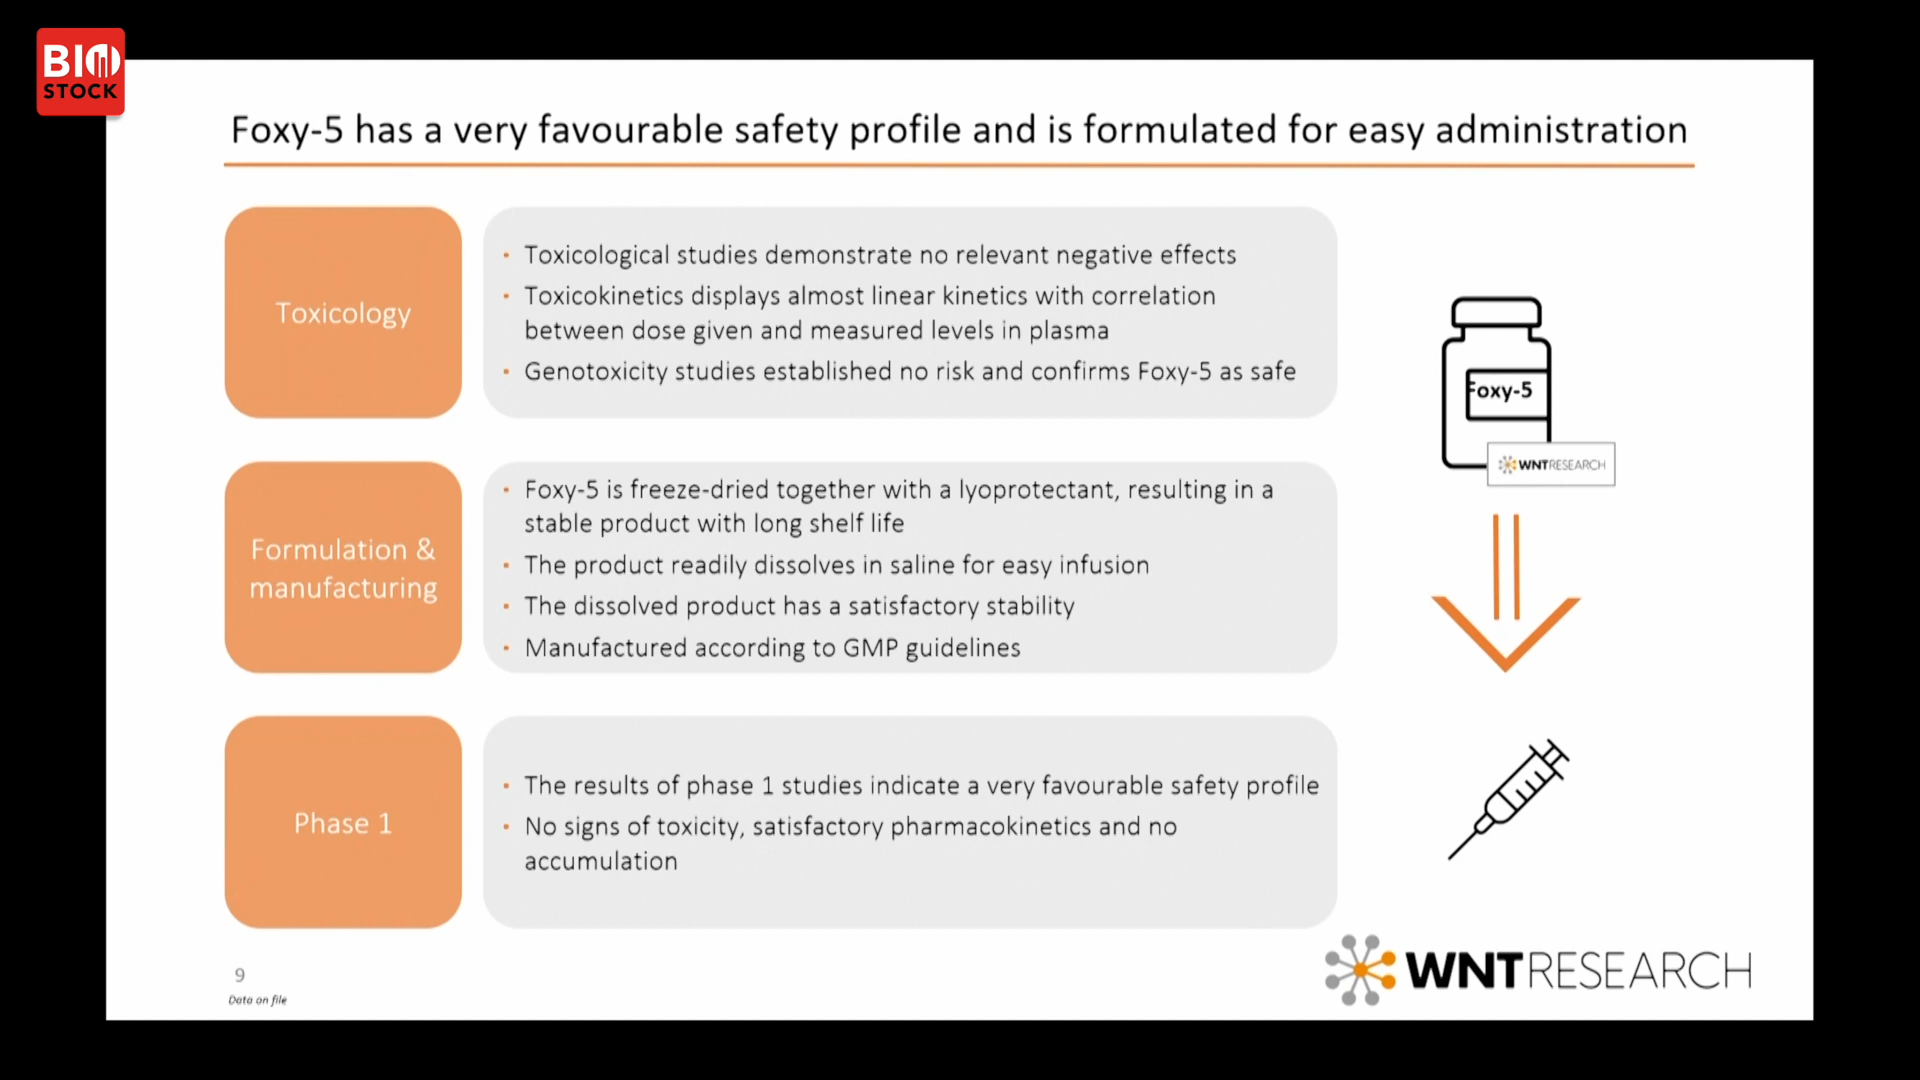 BIO
STOCK
Foxy-5 has a very favourable safety profile and is formulated for easy administration
Toxicology
• Toxicological studies demonstrate no relevant negative effects
• Toxicokinetics displays almost linear kinetics with correlation
between dose given and measured levels in plasma
• Genotoxicity studies established no risk and confirms Foxy-5 as safe
Foxy-5
WNTRESEARCH
Formulation &
manufacturing
• Foxy-5 is freeze-dried together with a lyoprotectant, resulting in a
stable product with long shelf life
• The product readily dissolves in saline for easy infusion
• The dissolved product has a satisfactory stability
• Manufactured according to GMP guidelines
Phase 1
• The results of phase 1 studies indicate a very favourable safety profile
• No signs of toxicity, satisfactory pharmacokinetics and no
accumulation
9
Data on file
WNTRESEARCH